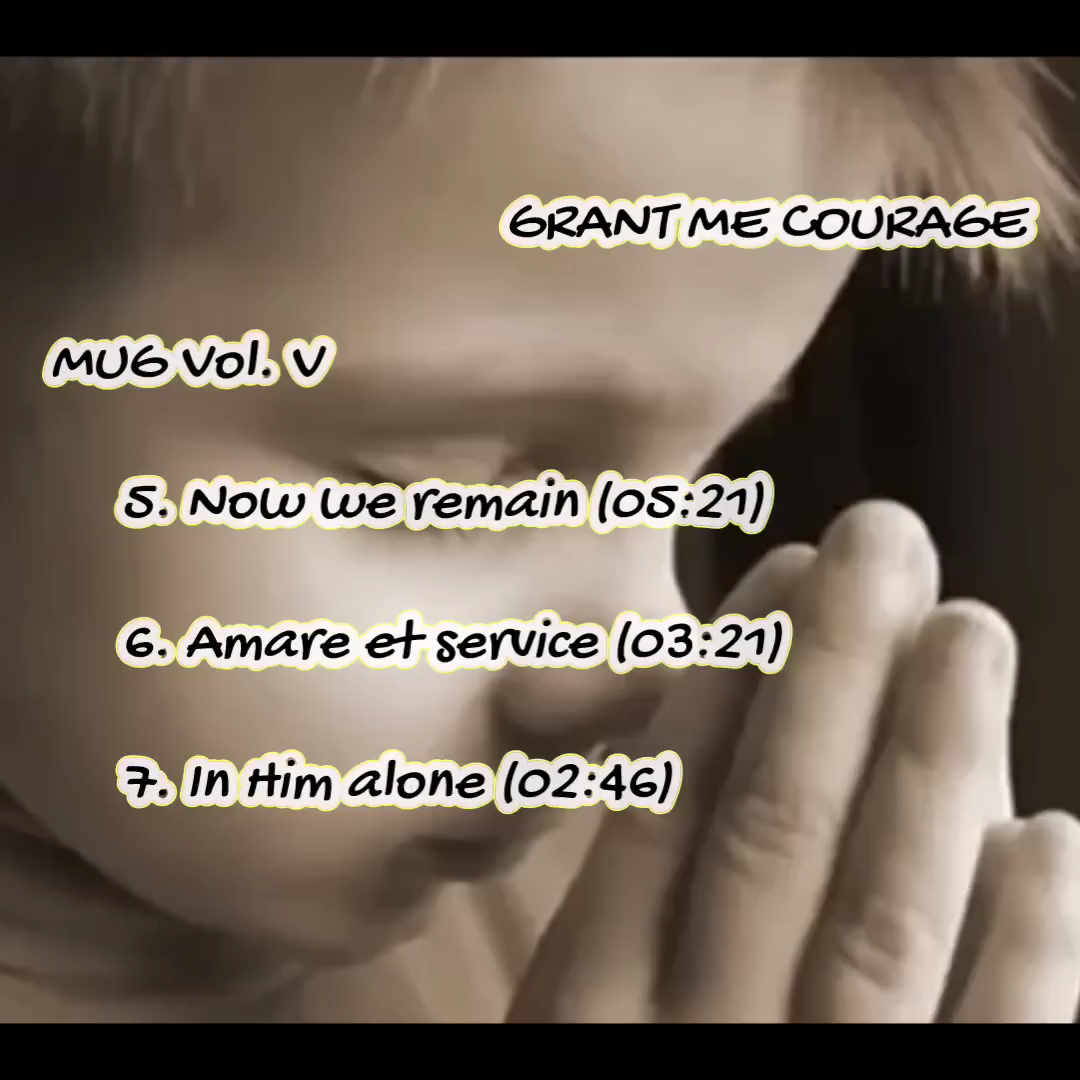 GRANT ME COURAGE
MUG Vol. V
5. Now we remain (05:21)
6. Amare et service (03:21)
7. In Him alone (02:46)